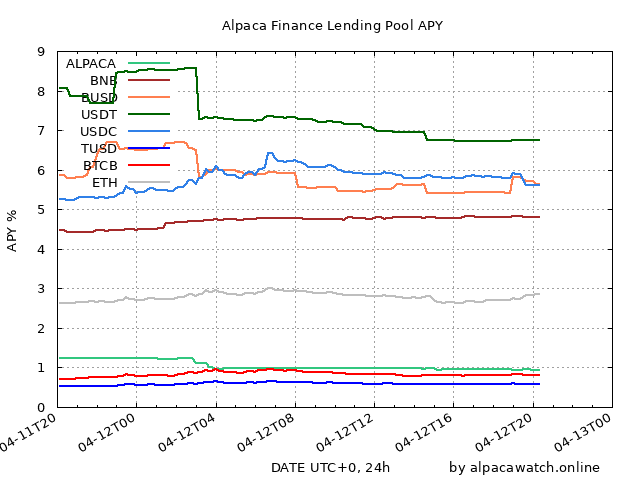 Alpaca Finance Lending Pool APY
9
8
7
6
5
4
3
2
1
0
APY %
ALPACA
BNB
BUSD
USDT
USDC
TUSD
BTCB
ETH
04-11T20
04-12T00
04-12T04
04-12T08
04-12T12
04-12T16
04-12T20
04-13T00
DATE UTC+0, 24h
by alpacawatch.online